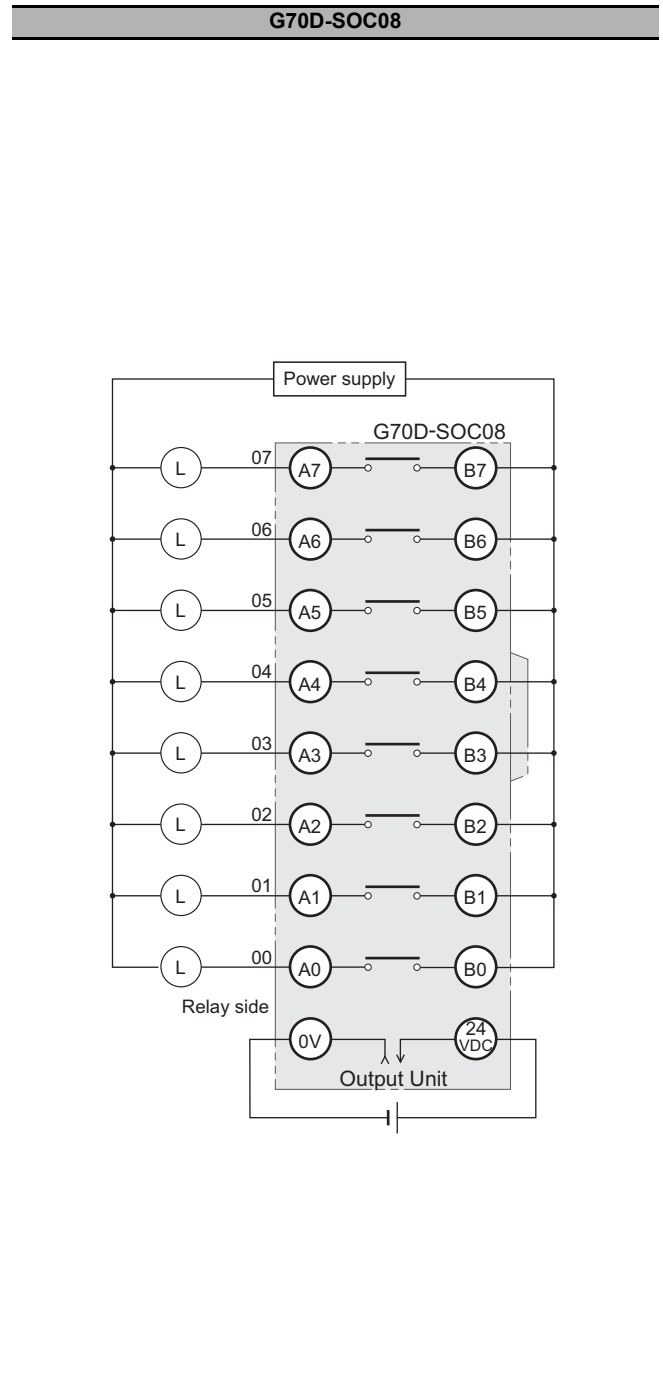 G70D-SOC08
Power supply
G70D-SOC08
L 07 A7 B7
L 06 A6 B6
L 05 A5 B5
L 04 A4 B4
L 03 A3 B3
L 02 A2 B2
L 01 A1 B1
L 00 A0 B0
Relay side
0V 24 VDC
Output Unit